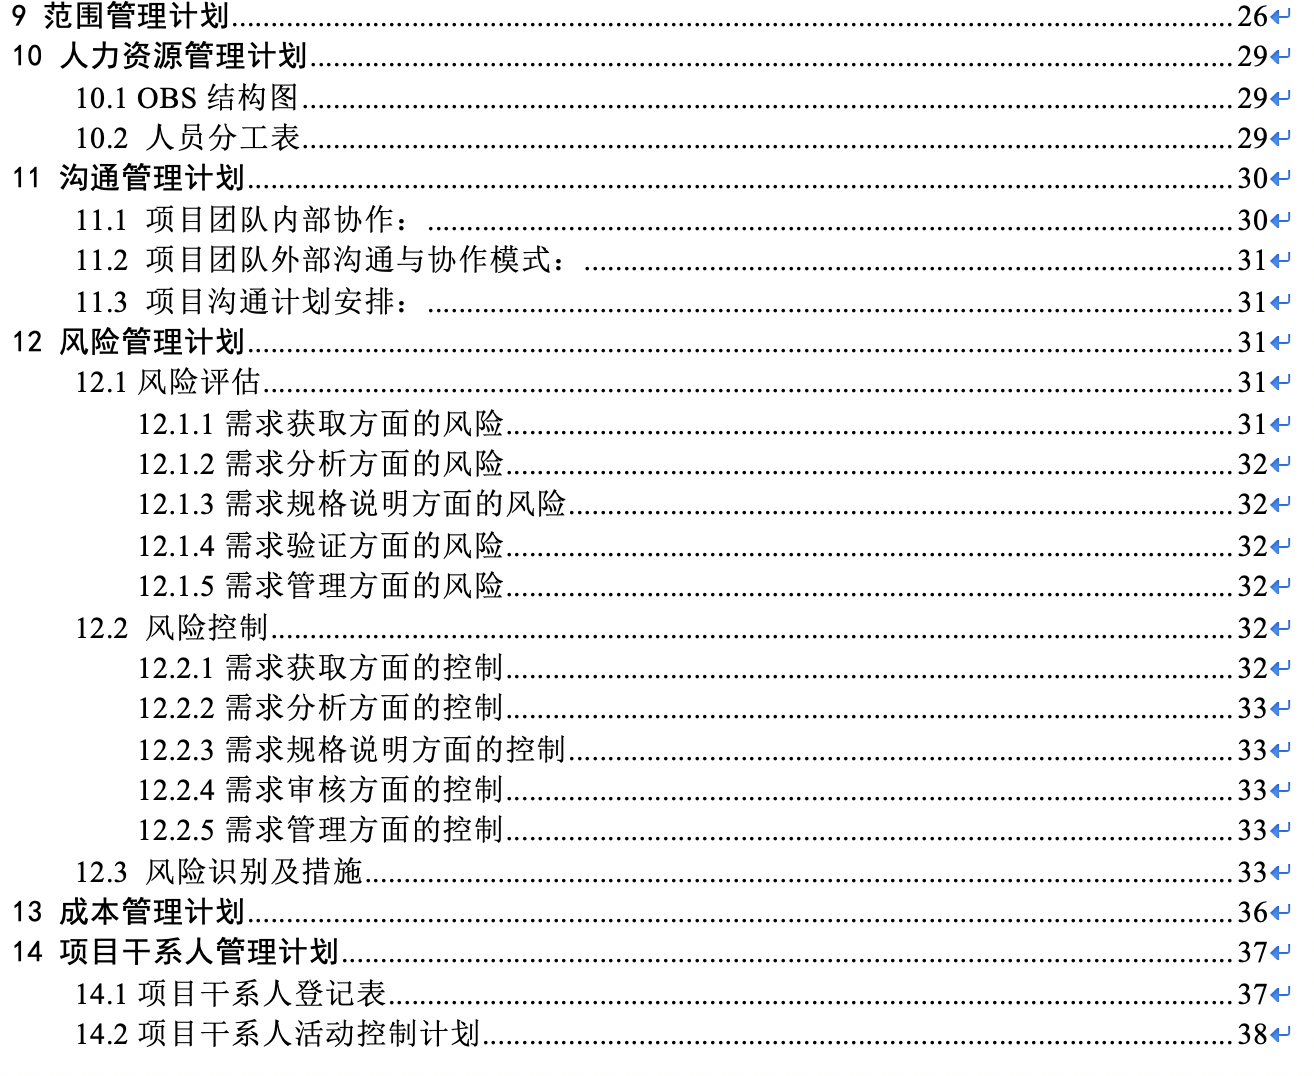 9 范围管理计划........................26
10 人力资源管理计划........................29
10.1 OBS 结构图........................29
10.2 人员分工表........................29
11 沟通管理计划........................30
11.1 项目团队内部协作：........................30
11.2 项目团队外部沟通与协作模式：........................31
11.3 项目沟通计划安排：........................31
12 风险管理计划........................31
12.1 风险评估........................31
12.1.1 需求获取方面的风险........................31
12.1.2 需求分析方面的风险........................32
12.1.3 需求规格说明方面的风险........................32
12.1.4 需求验证方面的风险........................32
12.1.5 需求管理方面的风险........................32
12.2 风险控制........................32
12.2.1 需求获取方面的控制........................32
12.2.2 需求分析方面的控制........................33
12.2.3 需求规格说明方面的控制........................33
12.2.4 需求审核方面的控制........................33
12.2.5 需求管理方面的控制........................33
12.3 风险识别及措施........................33
13 成本管理计划........................36
14 项目干系人管理计划........................37
14.1 项目干系人登记表........................37
14.2 项目干系人活动控制计划........................38